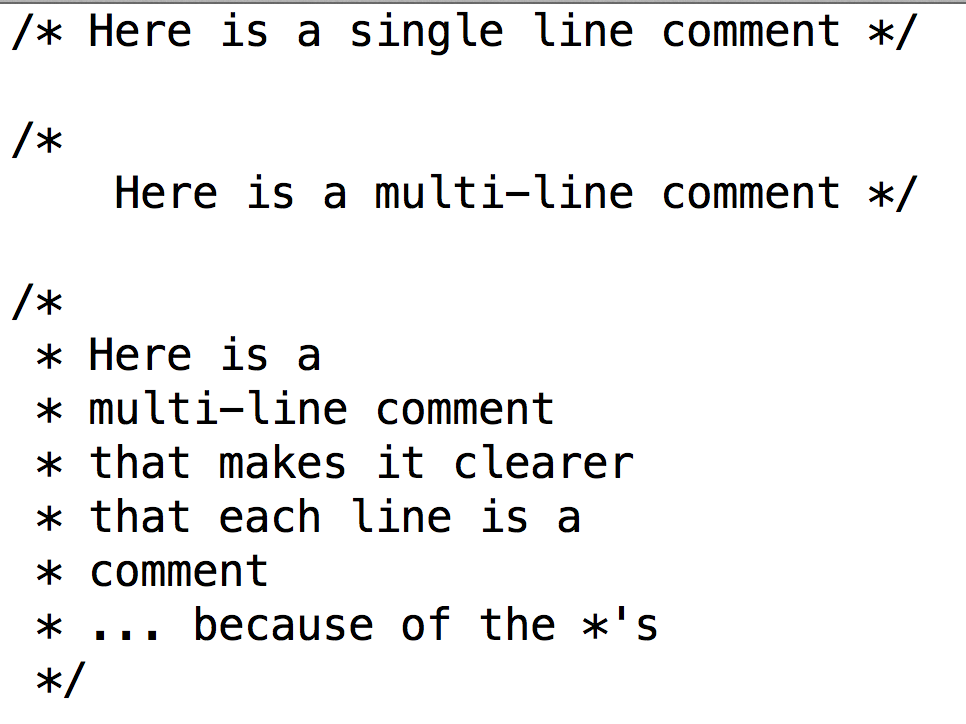 /* Here is a single line comment */

/*
    Here is a multi-line comment */

/*
 * Here is a
 * multi-line comment
 * that makes it clearer
 * that each line is a
 * comment
 * ... because of the *'s
 */